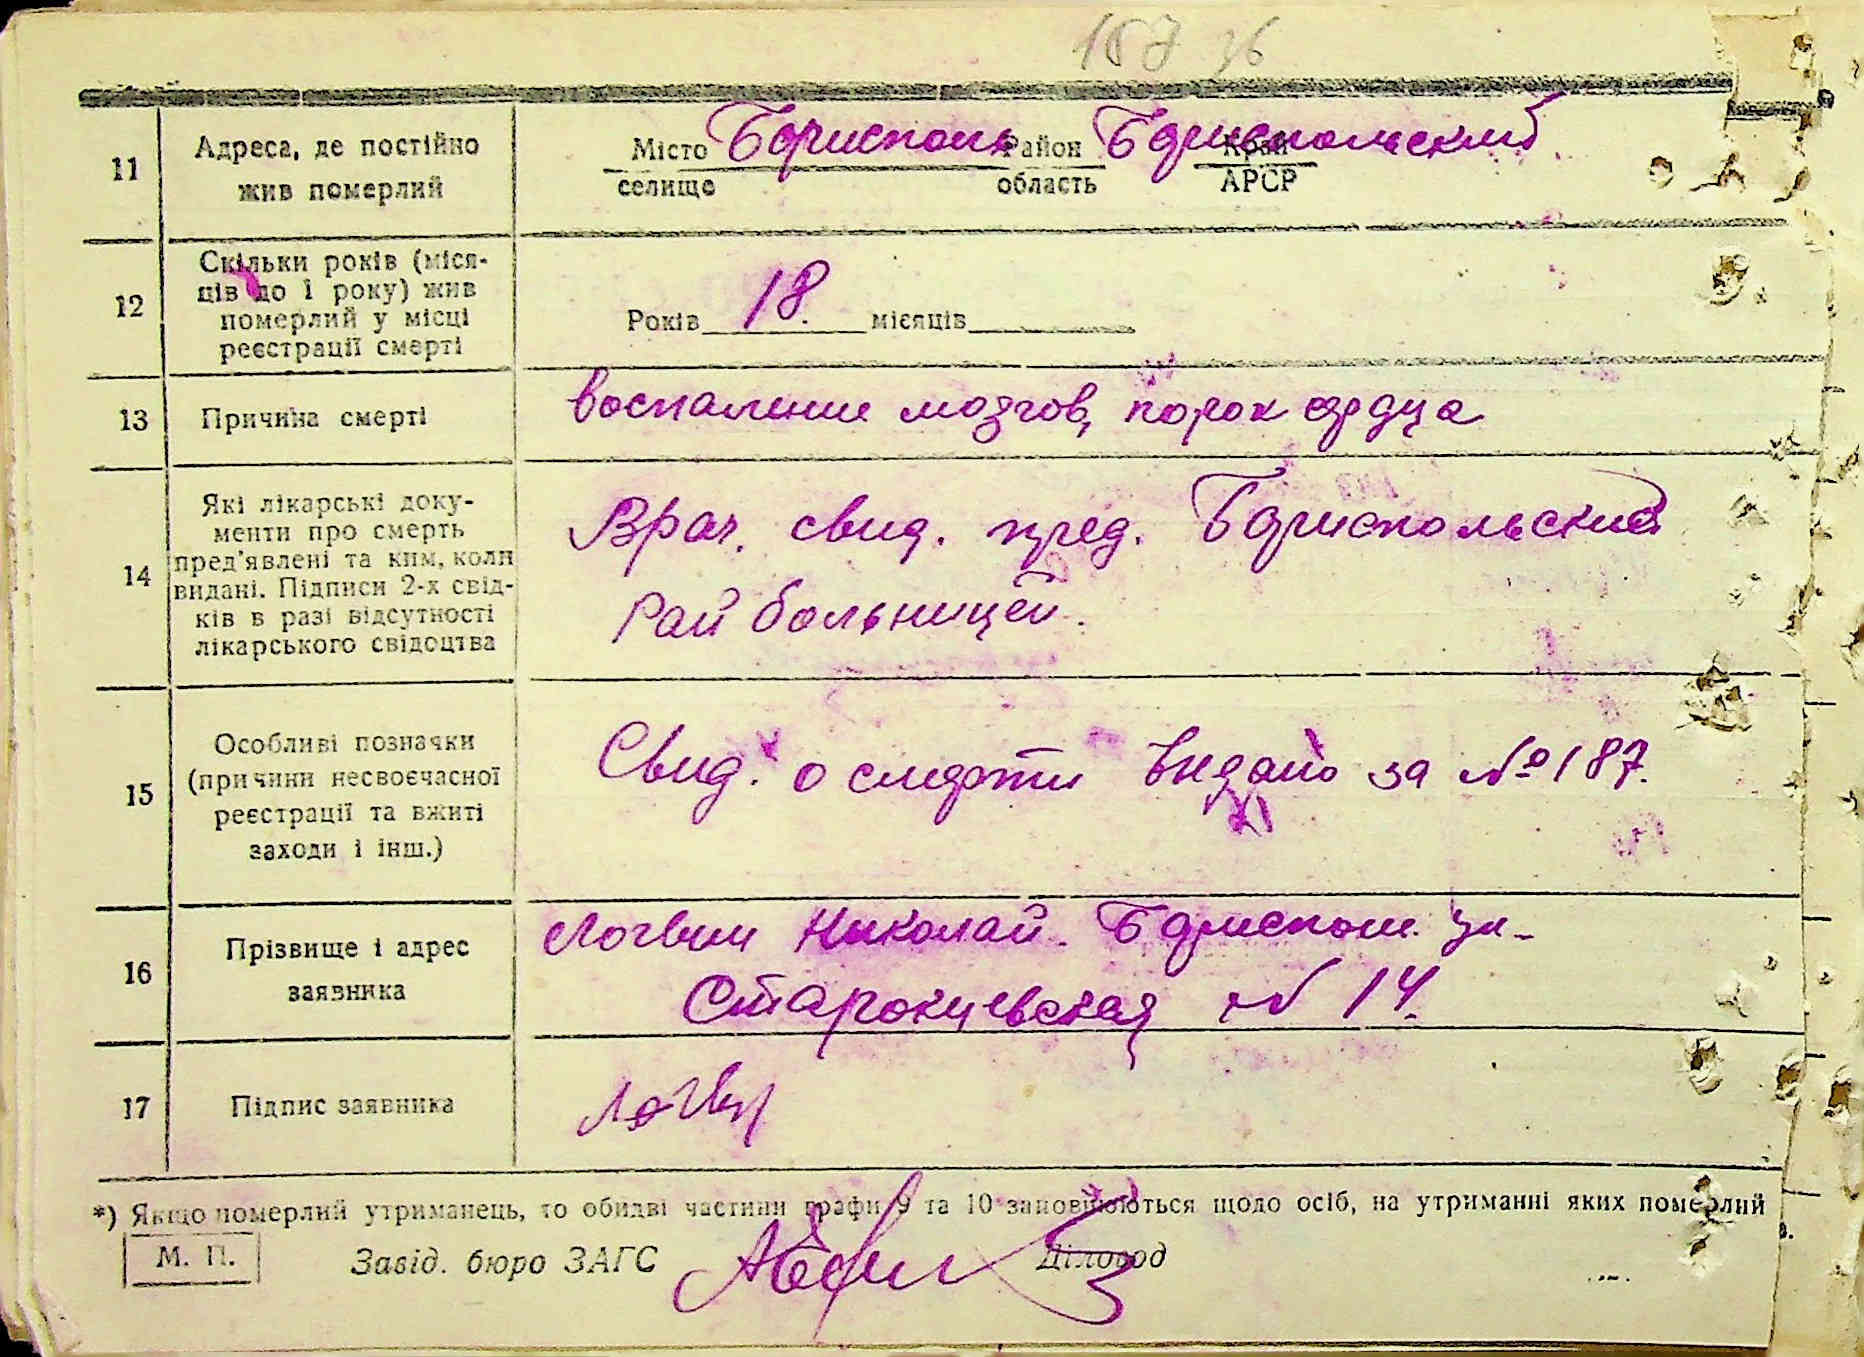 187 36
11
Адреса, де постійно
жив померлий
Місто Борисполь Район Бориспольский Край
селище область АРСР
12
Скільки років (міся-
ців до 1 року) жив
померлий у місці
реєстрації смерті
Років 18. місяців
13
Причина смерті
воспаление мозгов, порок сердца
14
Які лікарські доку-
менти про смерть
пред'явлені та ким, коли
видані. Підписи 2-х свід-
ків в разі відсутності
лікарського свідоцтва
Врач. свид. пред. Бориспольской
Рай больницей.
15
Особливі позначки
(причини несвоєчасної
реєстрації та вжиті
заходи і інш.)
Свид. о смерти видано за № 187.
16
Прізвище і адрес
заявника
Логвин Николай. Борисполь ул-
Старокиевская № 14.
17
Підпис заявника
Логвин
*) Якщо померлий утриманець, то обидві частини графи 9 та 10 заповнюються щодо осіб, на утриманні яких померлий
М. П.
Завід. бюро ЗАГС
Діловод